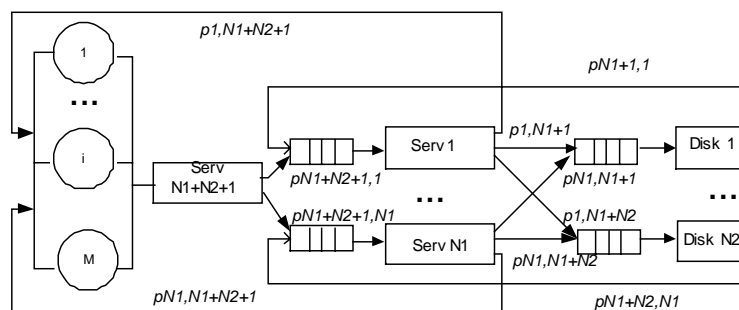 p1,N1+N2+1
1
...
i
M
Serv
N1+N2+1
pN1+N2+1,1
pN1+N2+1,N1
Serv 1
...
Serv N1
pN1+1,1
p1,N1+1
pN1,N1+1
p1,N1+N2
pN1,N1+N2
Disk 1
...
Disk N2
pN1,N1+N2+1
pN1+N2,N1